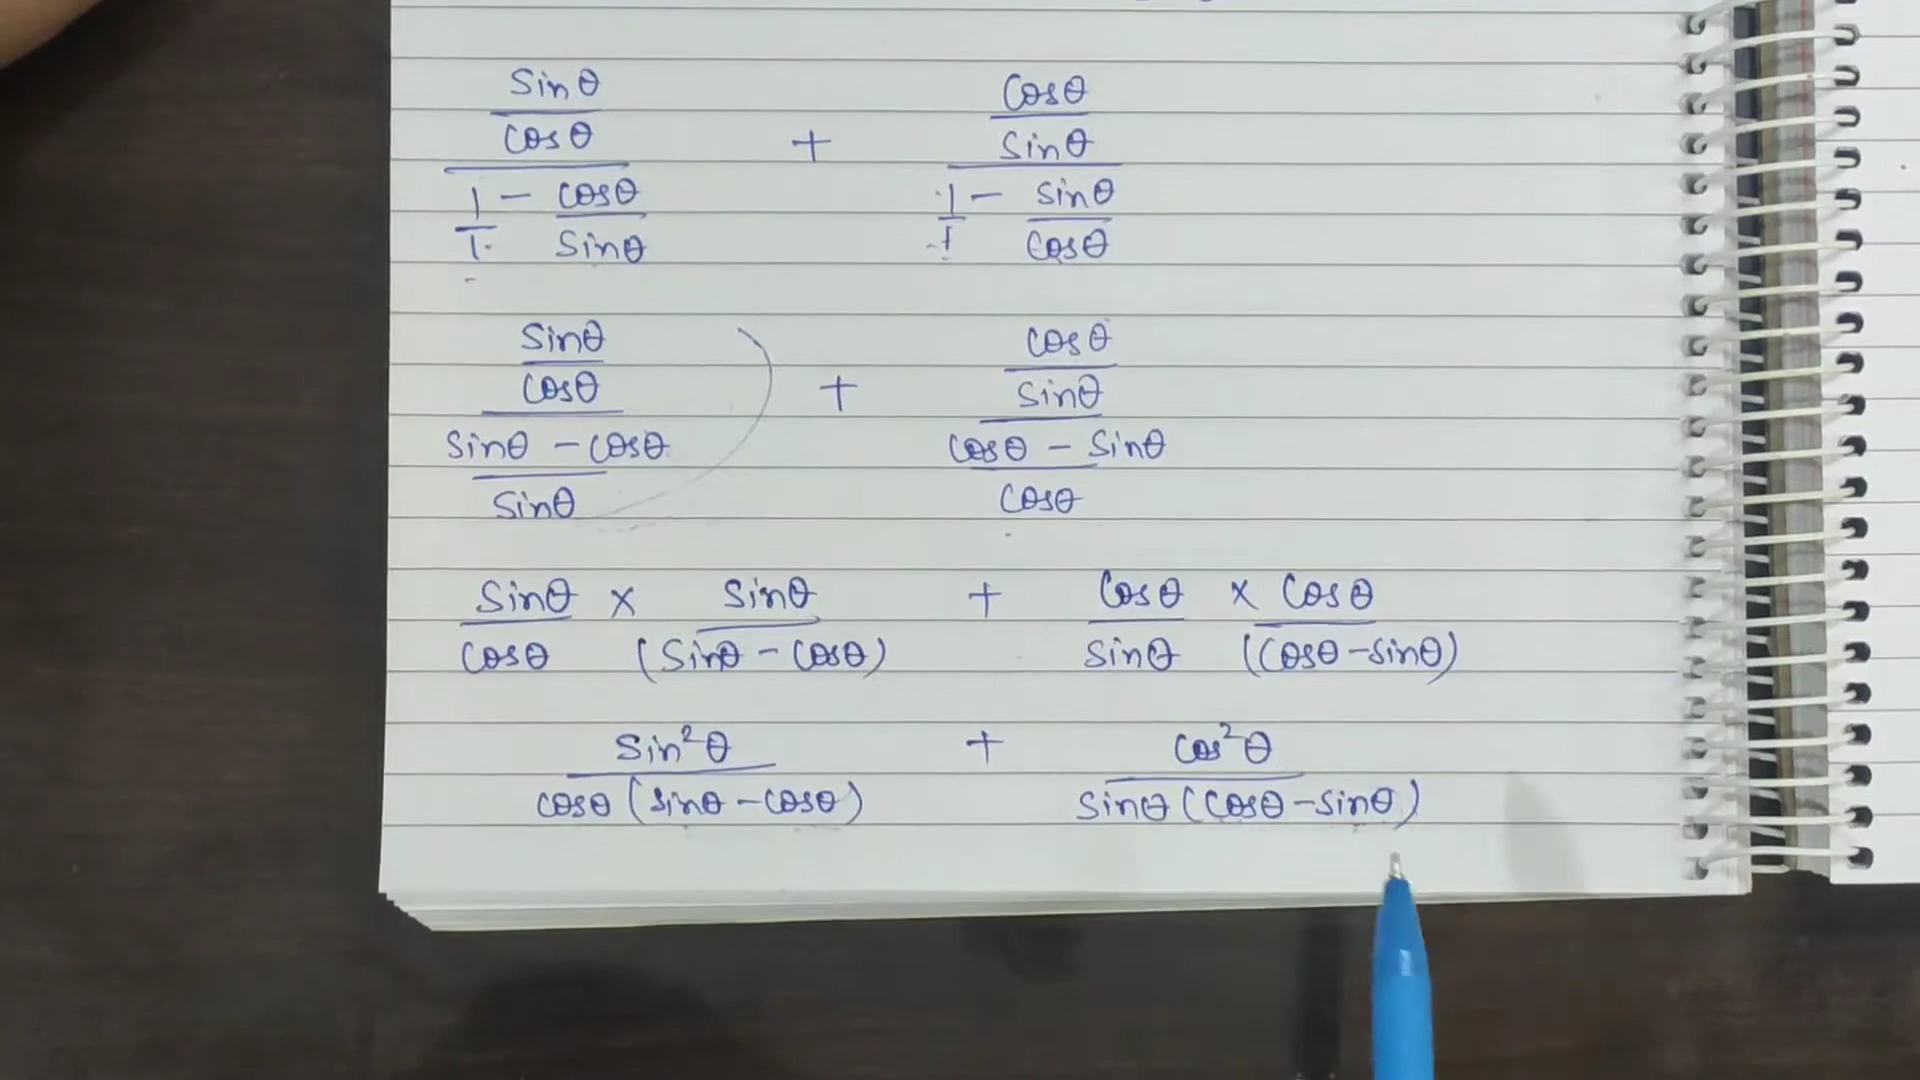 Sinθ + Cosθ
cosθ Sinθ
1 - cosθ 1 - Sinθ
1 Sinθ 1 Cosθ
Sinθ + Cosθ
cosθ Sinθ
Sinθ - cosθ Cosθ - Sinθ
Sinθ Cosθ
Sinθ × Sinθ + Cosθ × Cosθ
cosθ (Sinθ - cosθ) Sinθ (Cosθ - sinθ)
Sin²θ + Cos²θ
cosθ (Sinθ - cosθ) Sinθ (Cosθ - sinθ)